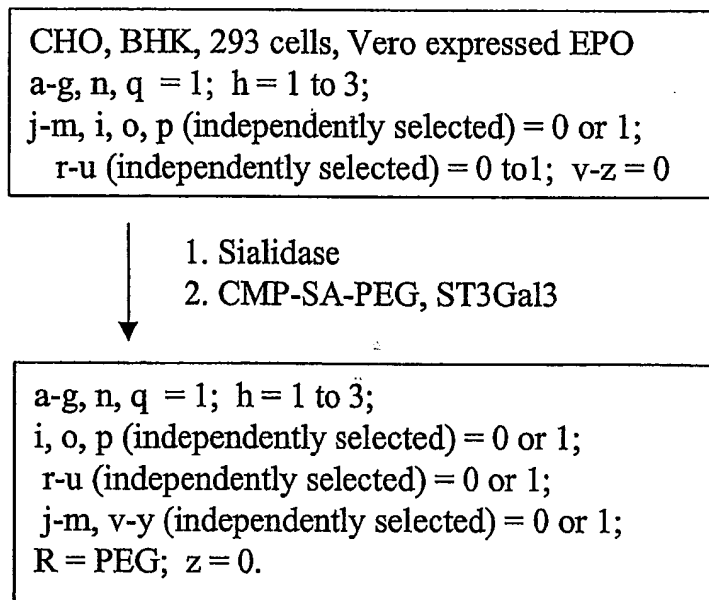 CHO, BHK, 293 cells, Vero expressed EPO
a-g, n, q = 1; h = 1 to 3;
j-m, i, o, p (independently selected) = 0 or 1;
r-u (independently selected) = 0 to1; v-z = 0
1. Sialidase
2. CMP-SA-PEG, ST3Gal3
a-g, n, q = 1; h = 1 to 3;
i, o, p (independently selected) = 0 or 1;
r-u (independently selected) = 0 or 1;
j-m, v-y (independently selected) = 0 or 1;
R = PEG; z = 0.